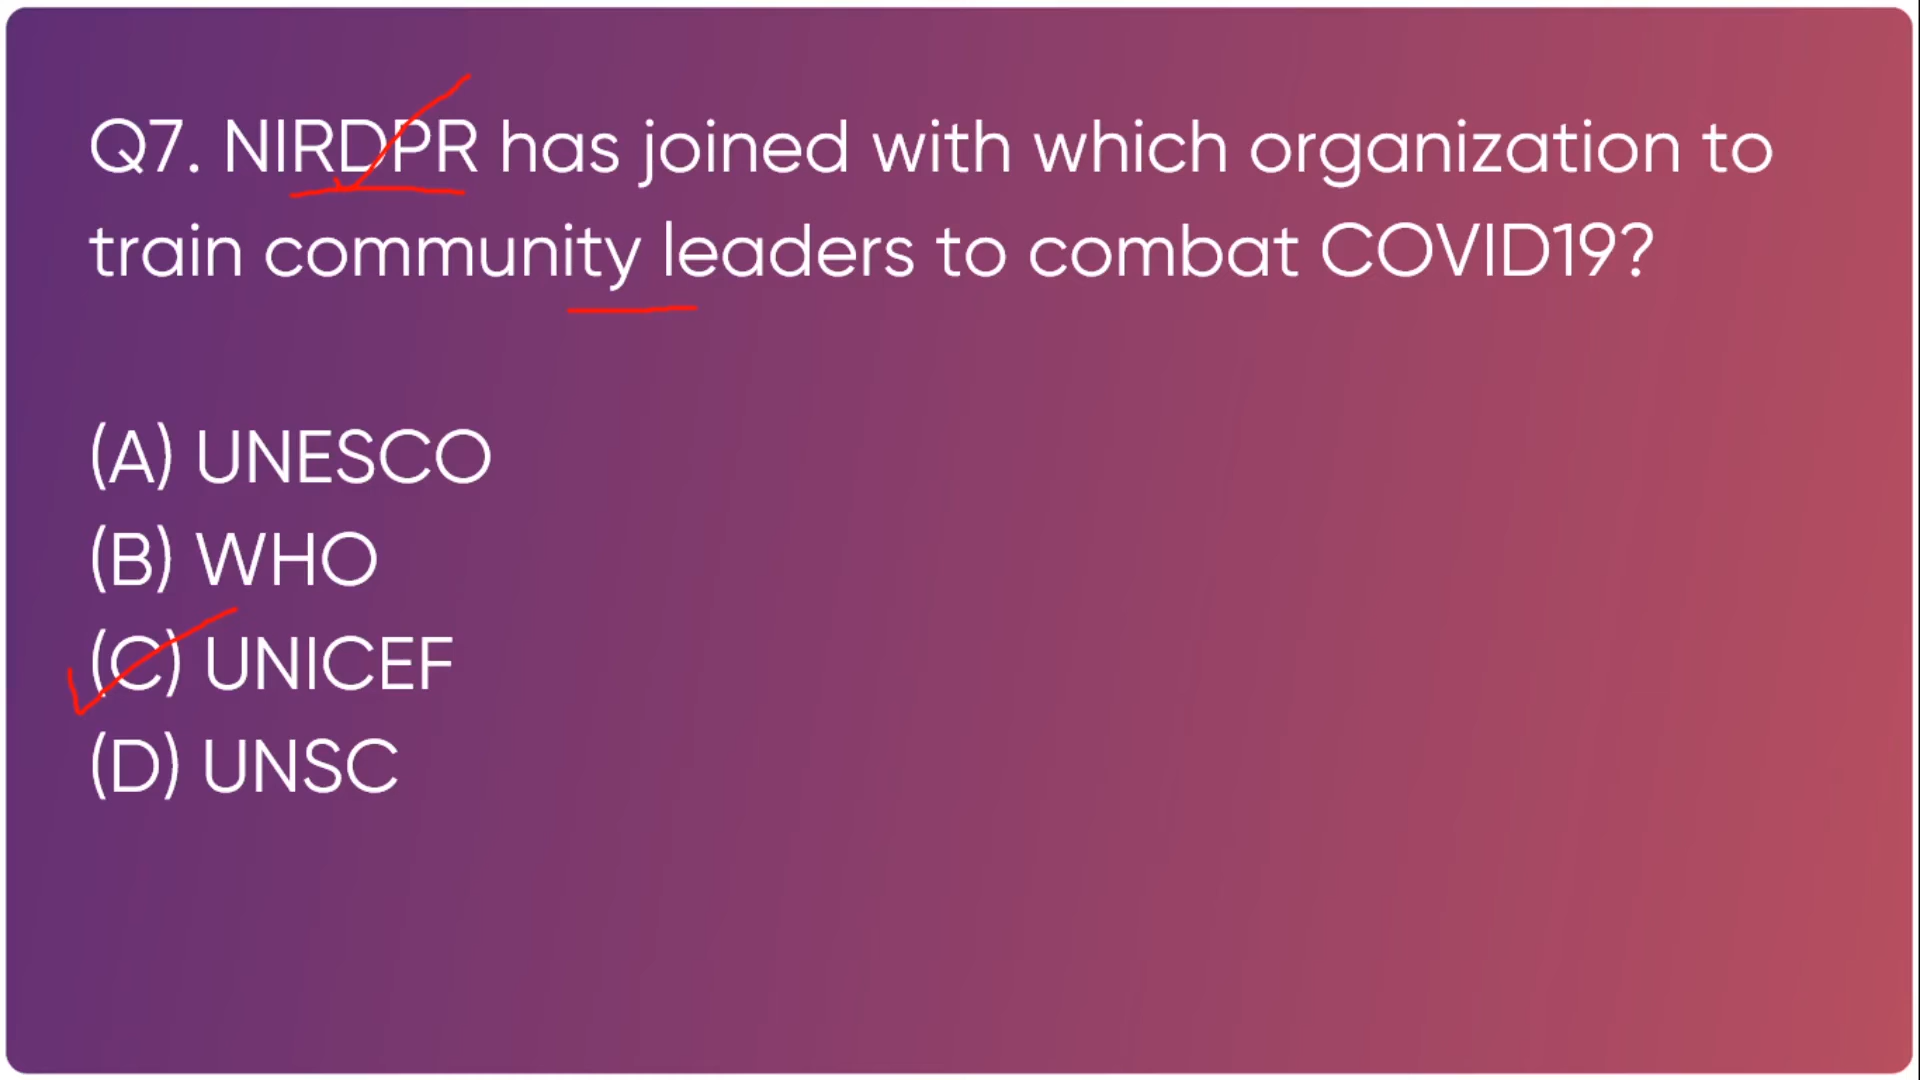 Q7. NIRDPR has joined with which organization to
train community leaders to combat COVID19?
(A) UNESCO
(B) WHO
(C) UNICEF
(D) UNSC